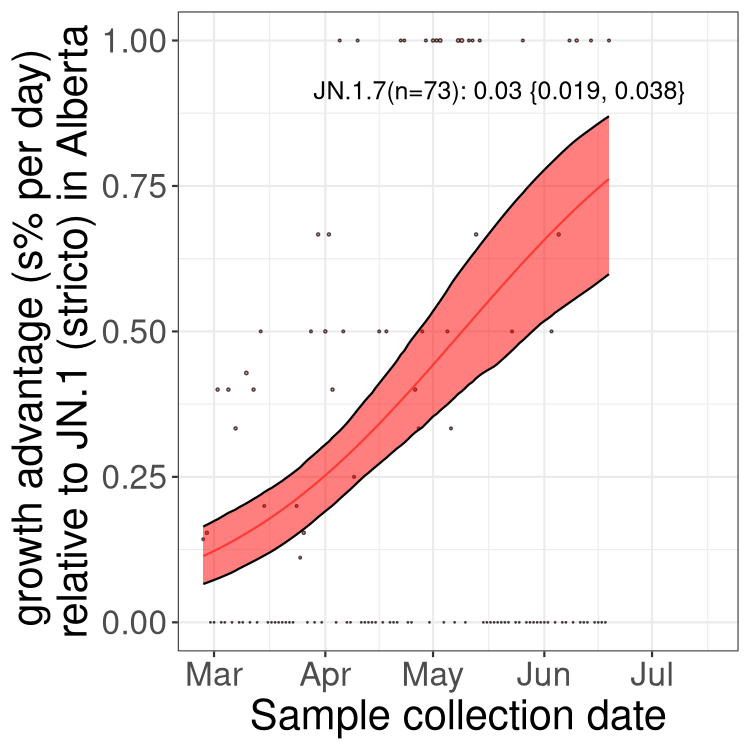 growth advantage (s% per day)
relative to JN.1 (stricto) in Alberta
1.00
0.75
0.50
0.25
0.00
JN.1.7(n=73): 0.03 {0.019, 0.038}
Mar Apr May Jun Jul
Sample collection date